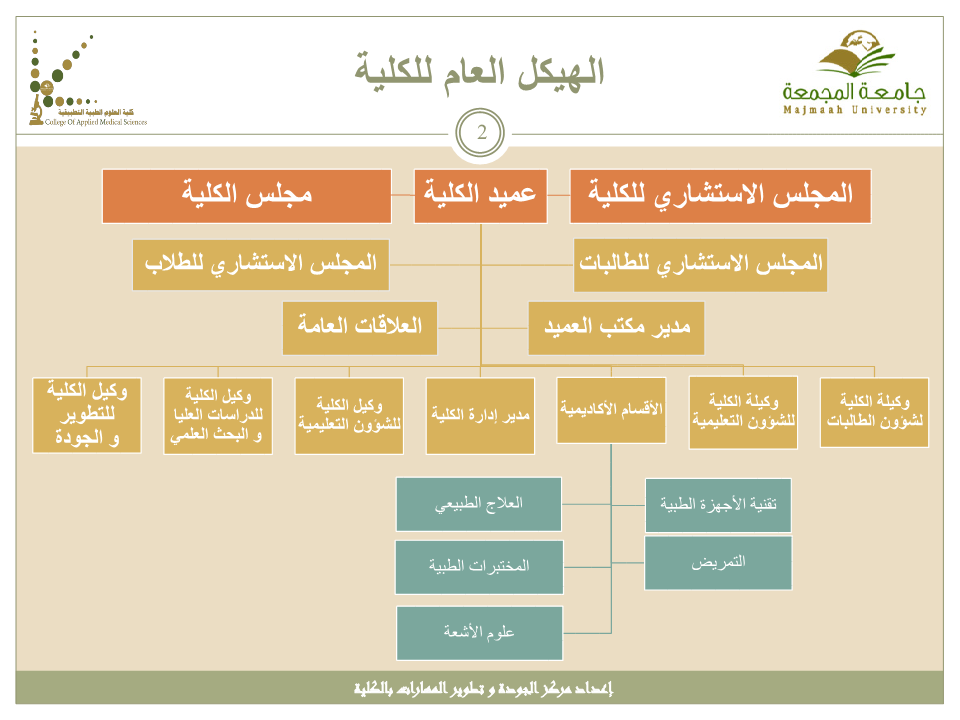 الهيكل العام للكلية
جامعة المجمعة
Majmaah University
كلية العلوم الطبية التطبيقية
College Of Applied Medical Sciences
2
المجلس الاستشاري للكلية
عميد الكلية
مجلس الكلية
المجلس الاستشاري للطالبات
المجلس الاستشاري للطلاب
مدير مكتب العميد
العلاقات العامة
وكيلة الكلية
لشؤون الطالبات
وكيلة الكلية
للشؤون التعليمية
الأقسام الأكاديمية
مدير إدارة الكلية
وكيل الكلية
للشؤون التعليمية
وكيل الكلية
للدراسات العليا
و البحث العلمي
وكيل الكلية
للتطوير
و الجودة
تقنية الأجهزة الطبية
العلاج الطبيعي
التمريض
المختبرات الطبية
علوم الأشعة
إعداد مركز الجودة و تطوير المسارات بالكلية